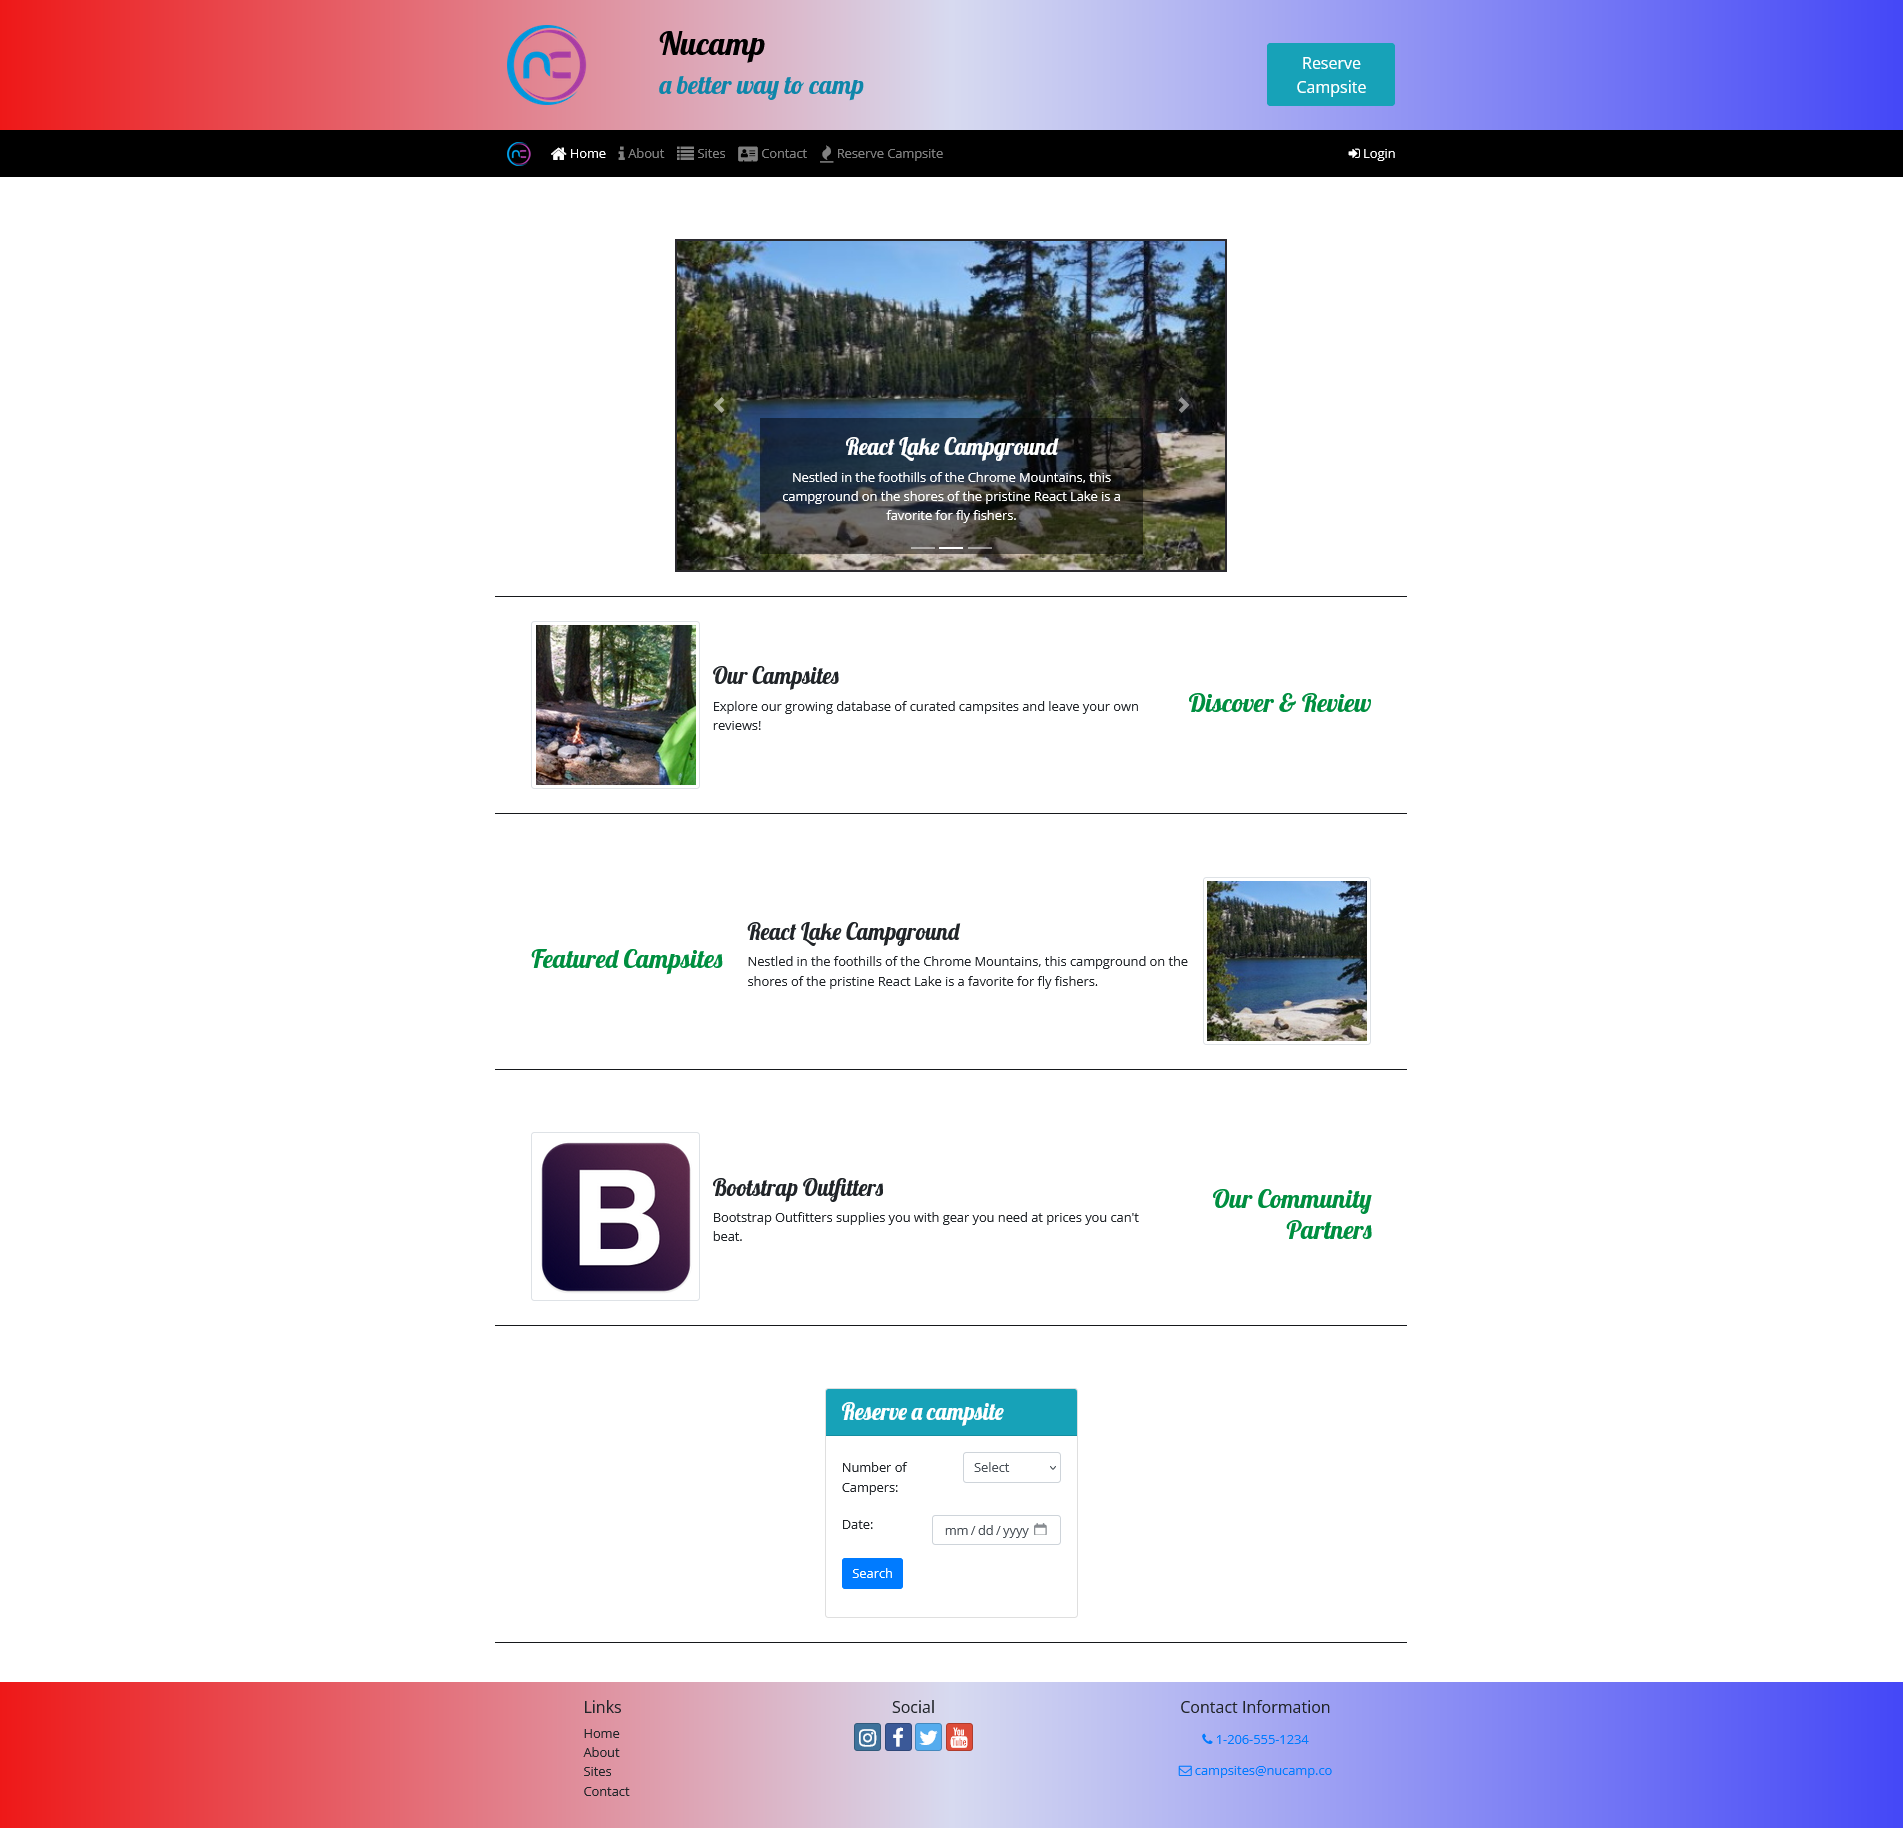 Nucamp
a better way to camp
Reserve
Campsite
Home About Sites Contact Reserve Campsite Login
React Lake Campground
Nestled in the foothills of the Chrome Mountains, this
campground on the shores of the pristine React Lake is a
favorite for fly fishers.
Our Campsites
Explore our growing database of curated campsites and leave your own
reviews!
Discover & Review
Featured Campsites
React Lake Campground
Nestled in the foothills of the Chrome Mountains, this campground on the
shores of the pristine React Lake is a favorite for fly fishers.
B
Bootstrap Outfitters
Bootstrap Outfitters supplies you with gear you need at prices you can't
beat.
Our Community
Partners
Reserve a campsite
Number of
Campers:
Select
Date:
mm/dd/yyyy
Search
Links
Home
About
Sites
Contact
Social
You
Tube
Contact Information
1-206-555-1234
campsites@nucamp.co